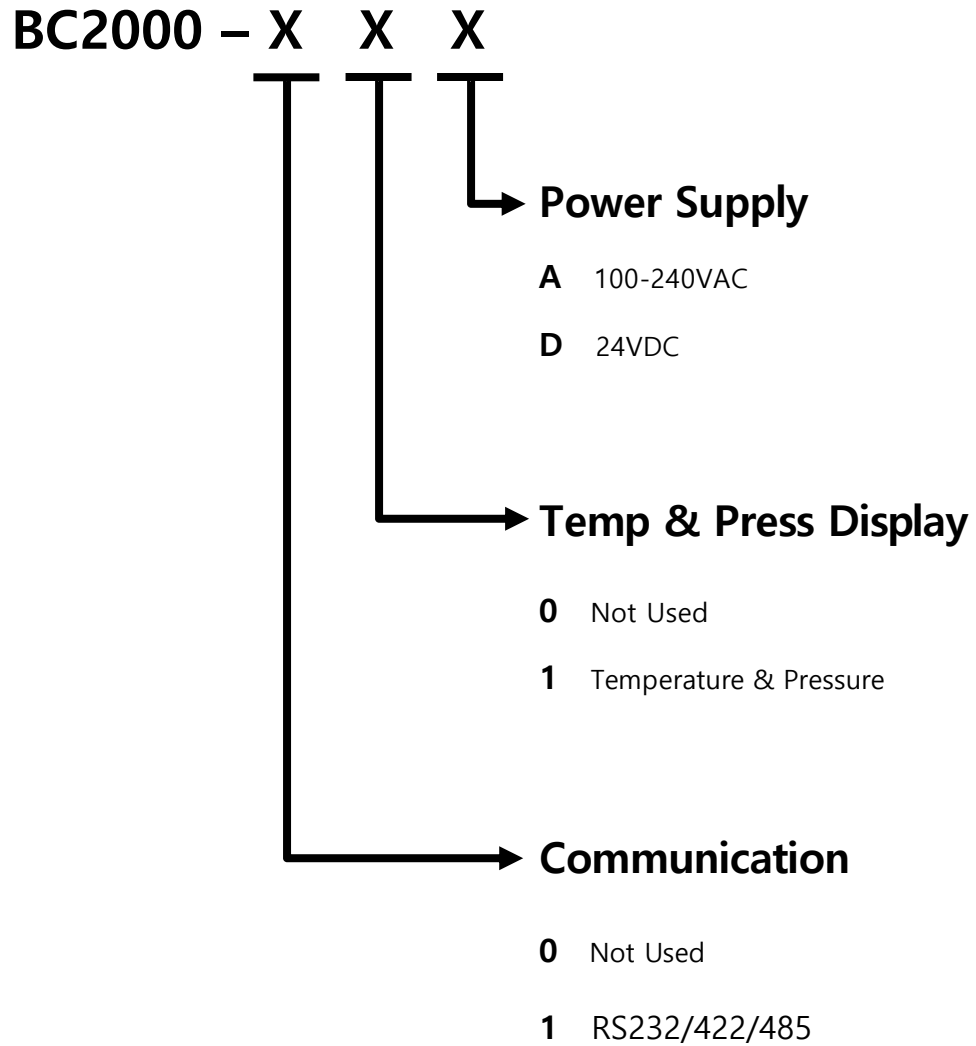 BC2000 – X X X
Power Supply
A 100-240VAC
D 24VDC
Temp & Press Display
0 Not Used
1 Temperature & Pressure
Communication
0 Not Used
1 RS232/422/485